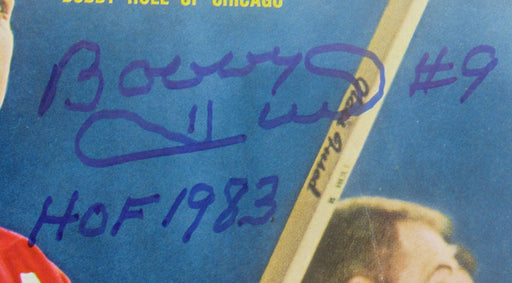 BOBBY HULL OF CHICAGO
Bobby Hull #9
HOF 1983